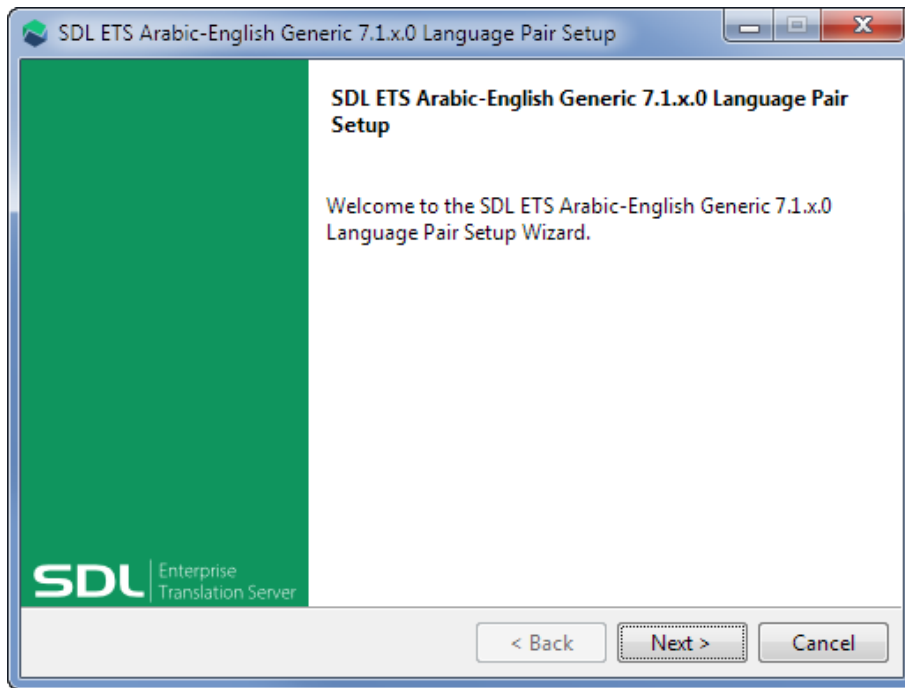 SDL ETS Arabic-English Generic 7.1.x.0 Language Pair Setup
SDL ETS Arabic-English Generic 7.1.x.0 Language Pair
Setup
Welcome to the SDL ETS Arabic-English Generic 7.1.x.0
Language Pair Setup Wizard.
SDL Enterprise
Translation Server
< Back Next > Cancel